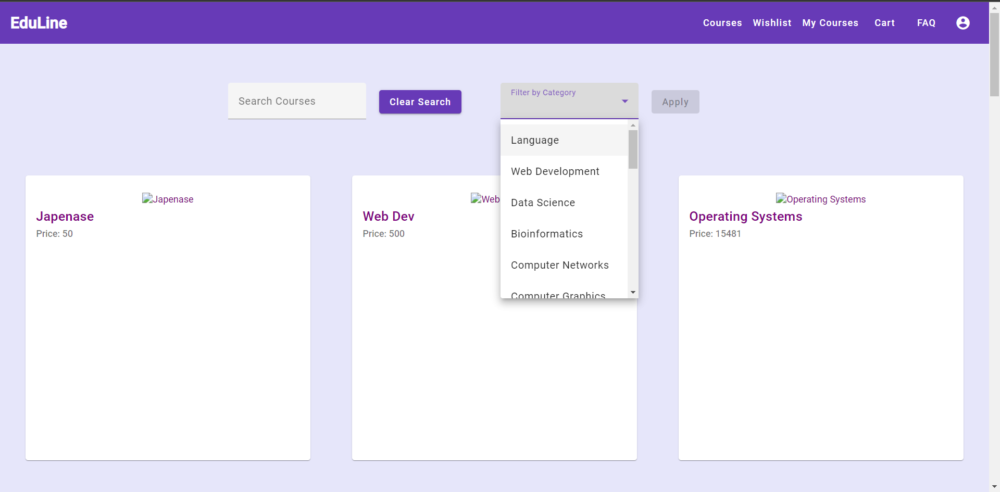 EduLine
Courses Wishlist My Courses Cart FAQ
Search Courses
Clear Search
Filter by Category
Apply
Language
Web Development
Data Science
Bioinformatics
Computer Networks
Computer Graphics
Japenase
Japenase
Price: 50
Web
Web Dev
Price: 500
Operating Systems
Operating Systems
Price: 15481